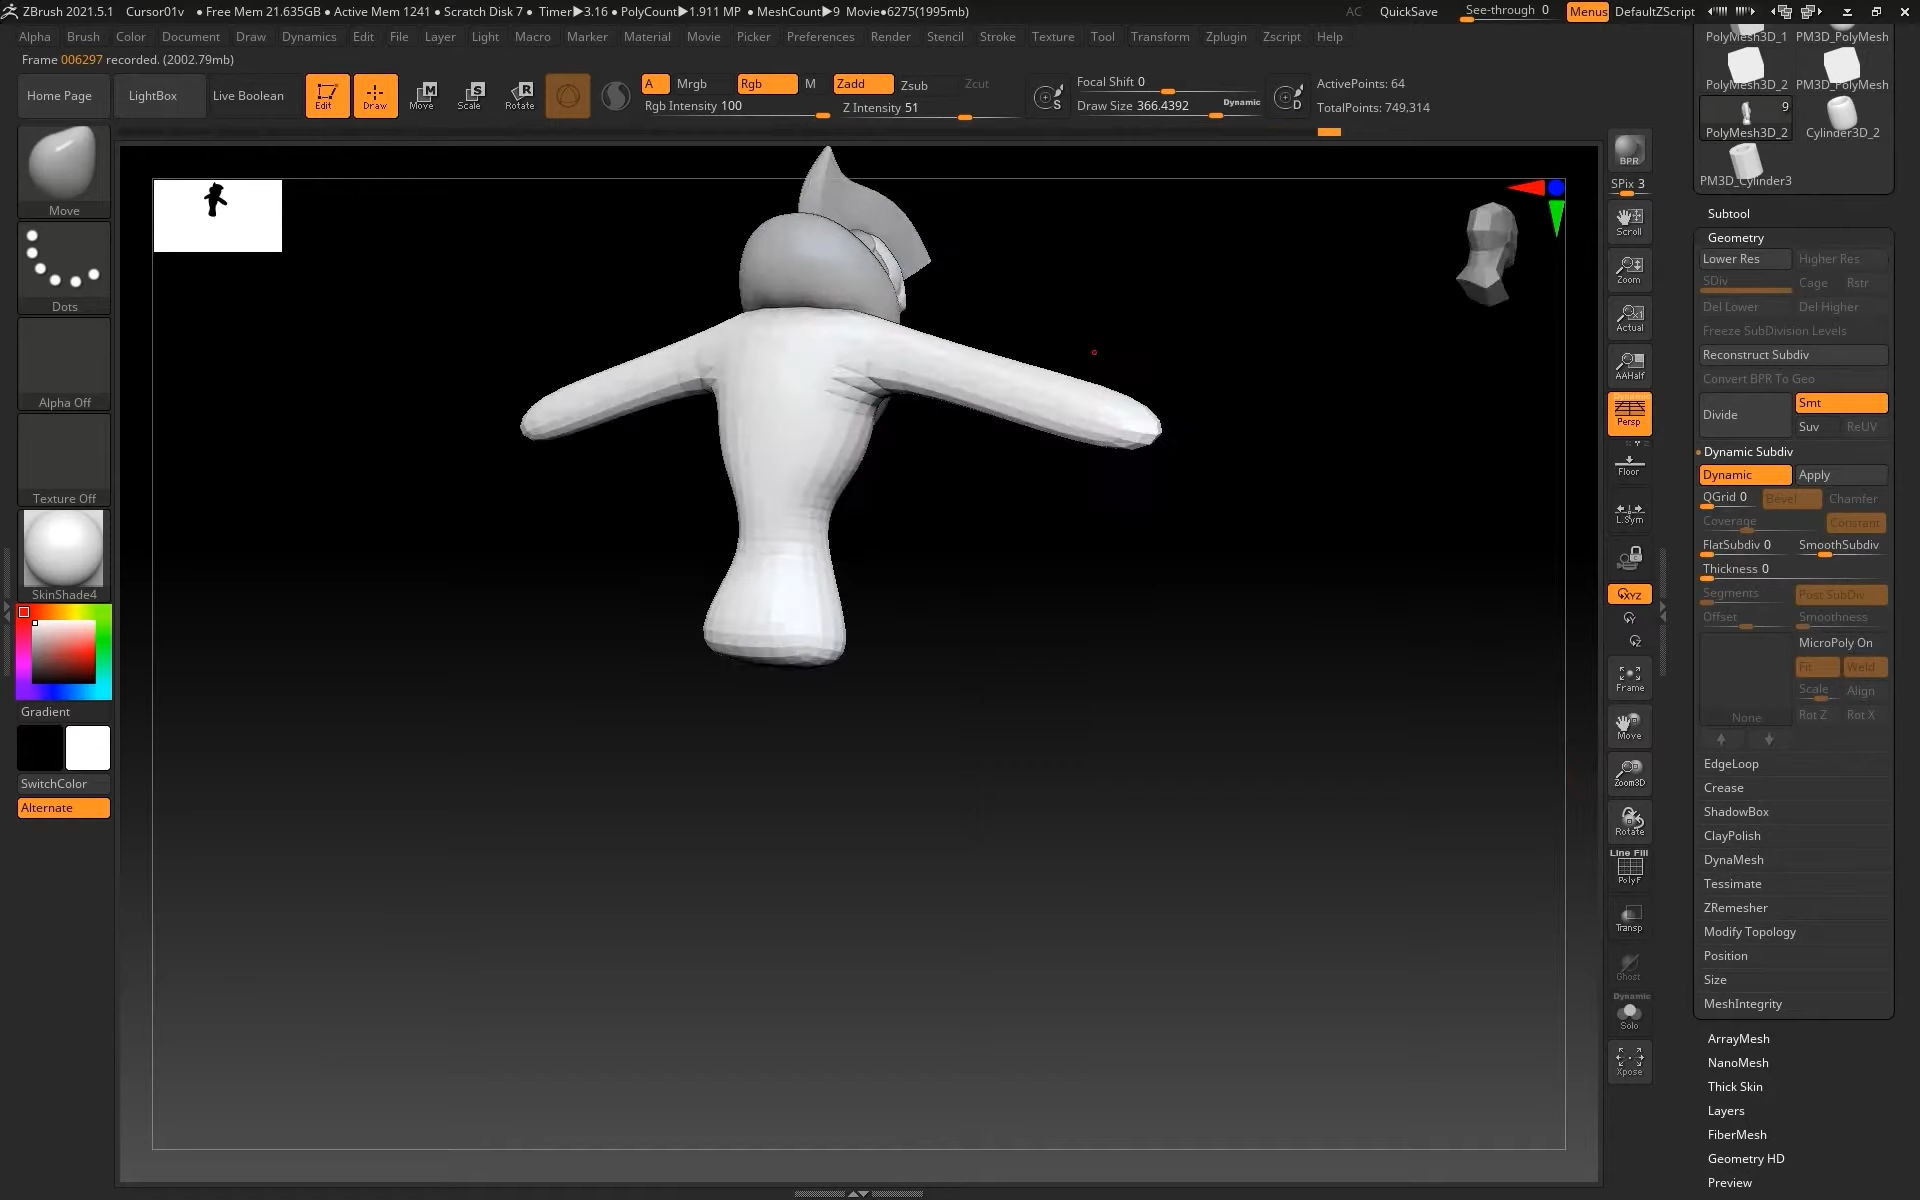 ZBrush 2021.5.1 Cursor01v ● Free Mem 21.635GB ● Active Mem 1241 ● Scratch Disk 7 ● Timer▶3.16 ● PolyCount▶1.911 MP ● MeshCount▶9 Movie●6275(1995mb) AC QuickSave See-through 0 Menus DefaultZScript
Alpha Brush Color Document Draw Dynamics Edit File Layer Light Macro Marker Material Movie Picker Preferences Render Stencil Stroke Texture Tool Transform Zplugin Zscript Help
Frame 006297 recorded. (2002.79mb)
Home Page LightBox Live Boolean Edit Draw Move Scale Rotate
A Mrgb Rgb M Zadd Zsub Zcut
Rgb Intensity 100 Z Intensity 51
S Focal Shift 0
Draw Size 366.4392 Dynamic
D ActivePoints: 64
TotalPoints: 749,314
Move
Dots
Alpha Off
Texture Off
SkinShade4
Gradient
SwitchColor
Alternate
BPR
SPix 3
Scroll
Zoom
Actual
AAHalf
Dynamic
Persp
Floor
L.Sym
XYZ
Y
Z
Frame
Move
Zoom3D
Rotate
Line Fill
PolyF
Transp
Ghost
Dynamic
Solo
Xpose
PolyMesh3D_1 PM3D_PolyMesh
PolyMesh3D_2 PM3D_PolyMesh
9
PolyMesh3D_2 Cylinder3D_2
PM3D_Cylinder3
Subtool
Geometry
Lower Res Higher Res
SDiv Cage Rstr
Del Lower Del Higher
Freeze SubDivision Levels
Reconstruct Subdiv
Convert BPR To Geo
Divide Smt
Suv ReUV
Dynamic Subdiv
Dynamic Apply
QGrid 0 Bevel Chamfer
Coverage Constant
FlatSubdiv 0 SmoothSubdiv
Thickness 0
Segments Post SubDiv
Offset Smoothness
MicroPoly On
Fit Weld
Scale Align
None Rot Z Rot X
EdgeLoop
Crease
ShadowBox
ClayPolish
DynaMesh
Tessimate
ZRemesher
Modify Topology
Position
Size
MeshIntegrity
ArrayMesh
NanoMesh
Thick Skin
Layers
FiberMesh
Geometry HD
Preview